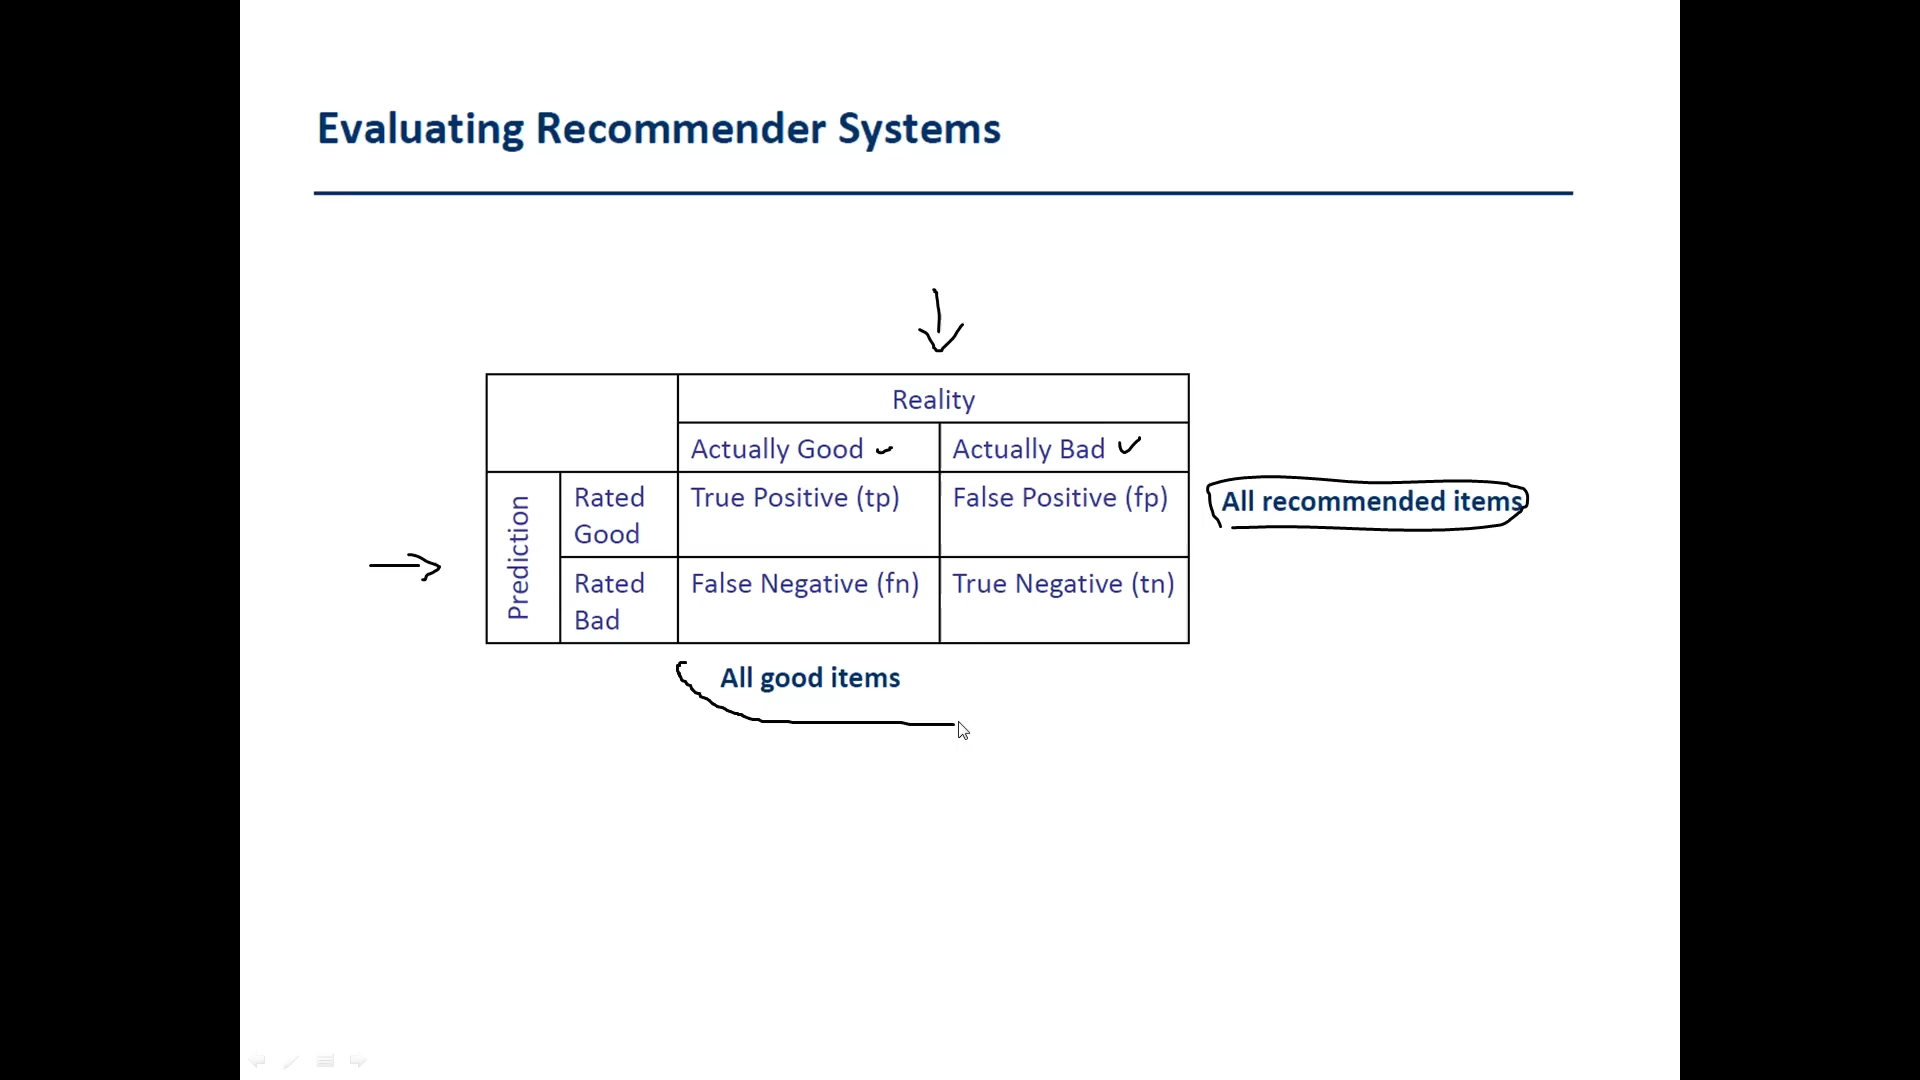 Evaluating Recommender Systems
Reality
Actually Good
Actually Bad
Prediction
Rated
Good
True Positive (tp)
False Positive (fp)
All recommended items
Rated
Bad
False Negative (fn)
True Negative (tn)
All good items